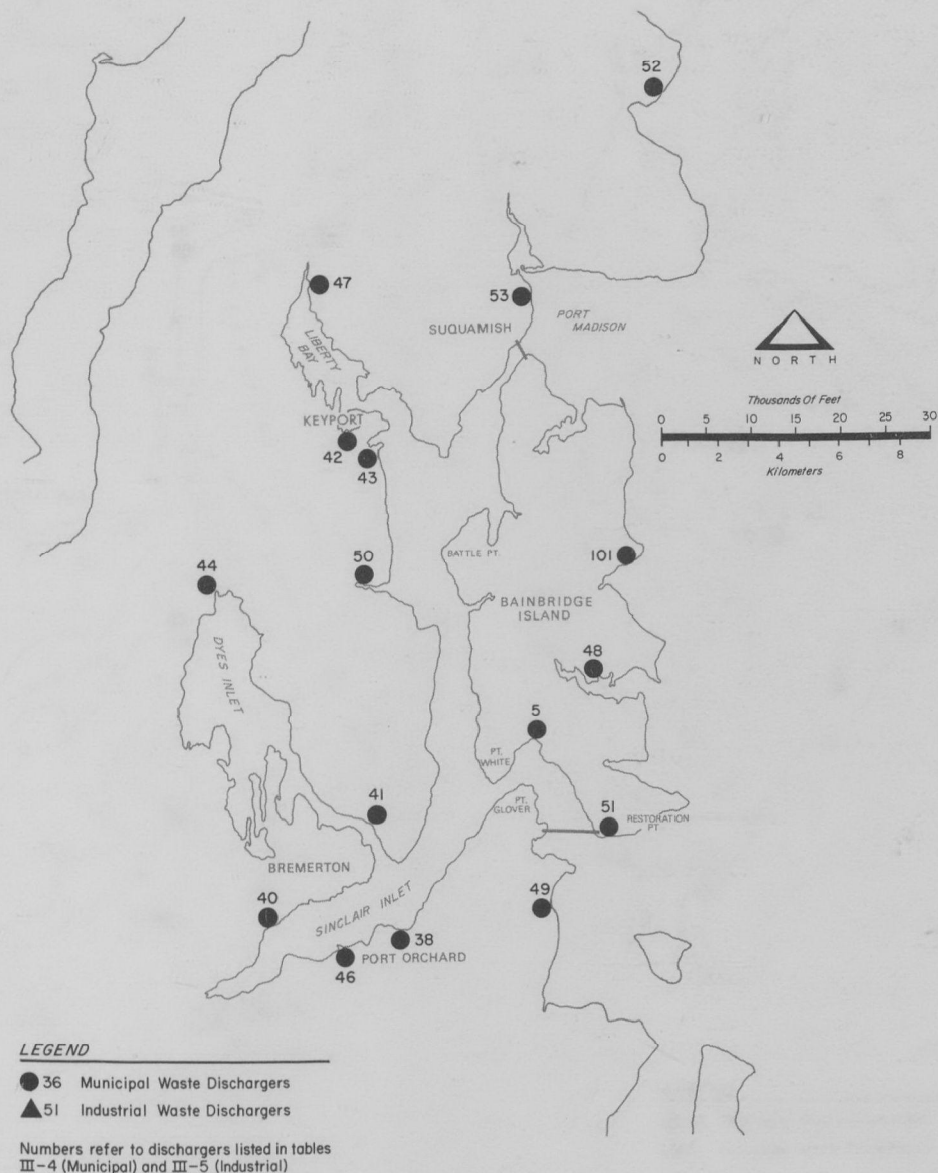 52
47
53
PORT
MADISON
SUQUAMISH
LIBERTY
BAY
NORTH
Thousands Of Feet
0 5 10 15 20 25 30
0 2 4 6 8
Kilometers
KEYPORT
42
43
50
BATTLE PT.
101
44
BAINBRIDGE
ISLAND
DYES INLET
48
5
PT.
WHITE
PT.
GLOVER
41
51
RESTORATION
PT
BREMERTON
40
SINCLAIR INLET
49
38
46
PORT ORCHARD
LEGEND
36 Municipal Waste Dischargers
51 Industrial Waste Dischargers
Numbers refer to dischargers listed in tables
III-4 (Municipal) and III-5 (Industrial)